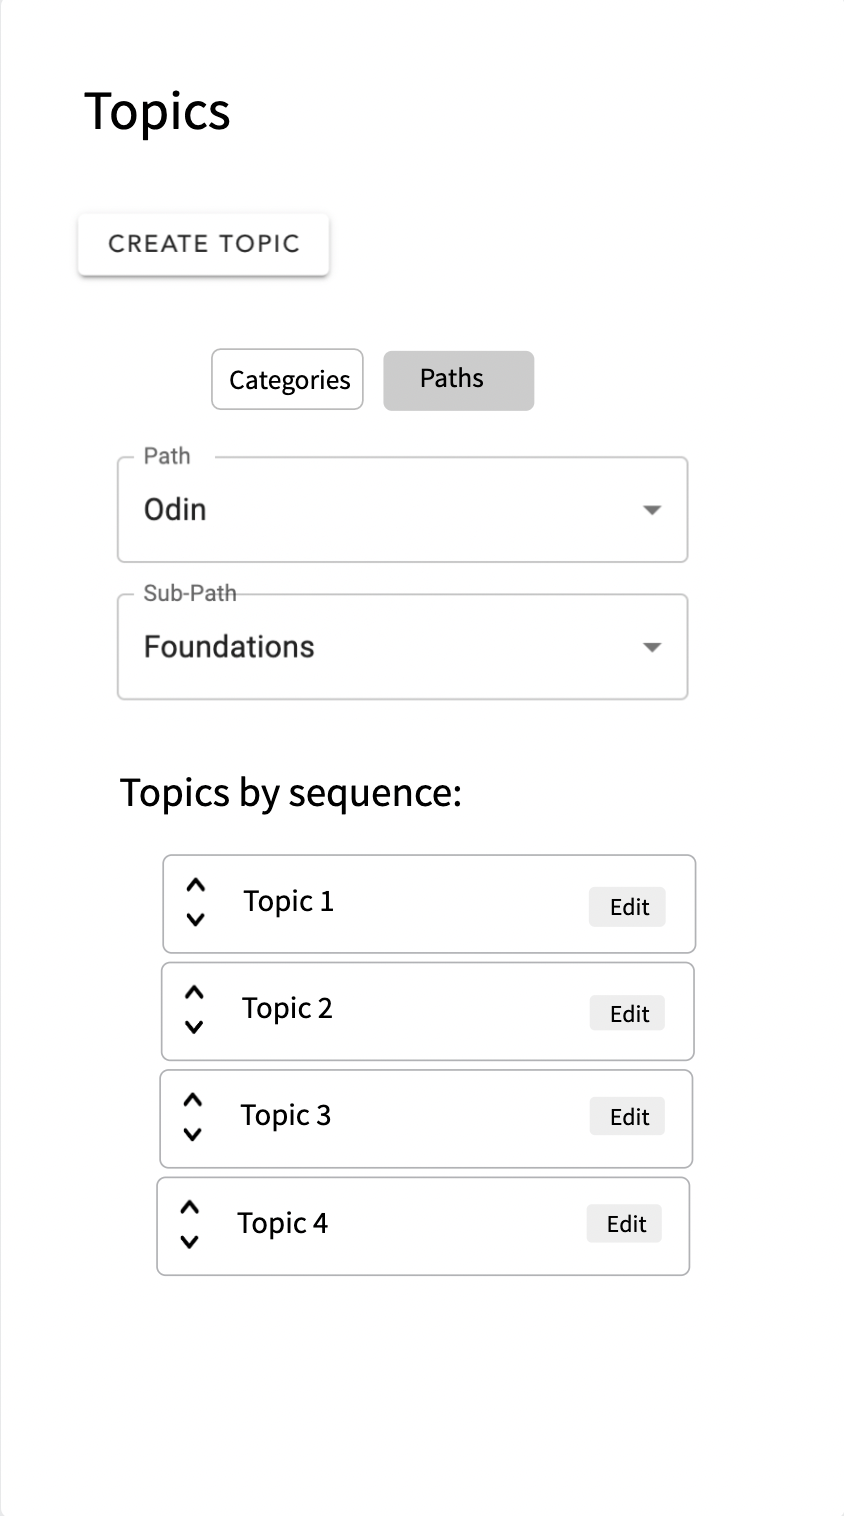 Topics
CREATE TOPIC
Categories Paths
Path
Odin
Sub-Path
Foundations
Topics by sequence:
Topic 1 Edit
Topic 2 Edit
Topic 3 Edit
Topic 4 Edit